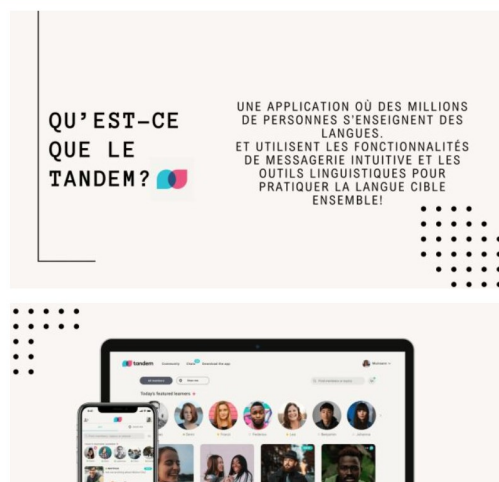 QU'EST-CE
QUE LE
TANDEM?
UNE APPLICATION OÙ DES MILLIONS
DE PERSONNES S'ENSEIGNENT DES
LANGUES.
ET UTILISENT LES FONCTIONNALITÉS
DE MESSAGERIE INTUITIVE ET LES
OUTILS LINGUISTIQUES POUR
PRATIQUER LA LANGUE CIBLE
ENSEMBLE!
tandem Community Chats Download the app
Today's featured learners